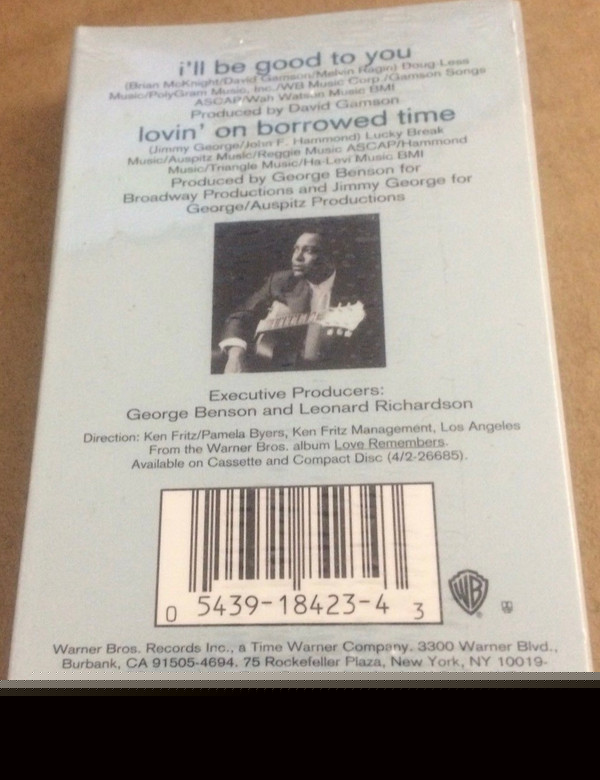 i'll be good to you
(Brian McKnight/David Gamson/Melvin Ragin) Doug-Less
Music/PolyGram Music, Inc./WB Music Corp./Gamson Songs
ASCAP/Wah Watson Music BMI
Produced by David Gamson
lovin' on borrowed time
(Jimmy George/John F. Hammond) Lucky Break
Music/Auspitz Music/Reggie Music ASCAP/Hammond
Music/Triangle Music/Ha-Levi Music BMI
Produced by George Benson for
Broadway Productions and Jimmy George for
George/Auspitz Productions
Executive Producers:
George Benson and Leonard Richardson
Direction: Ken Fritz/Pamela Byers, Ken Fritz Management, Los Angeles
From the Warner Bros. album Love Remembers.
Available on Cassette and Compact Disc (4/2-26685).
0 5439-18423-4 3
WB
Warner Bros. Records Inc., a Time Warner Company. 3300 Warner Blvd.,
Burbank, CA 91505-4694. 75 Rockefeller Plaza, New York, NY 10019-